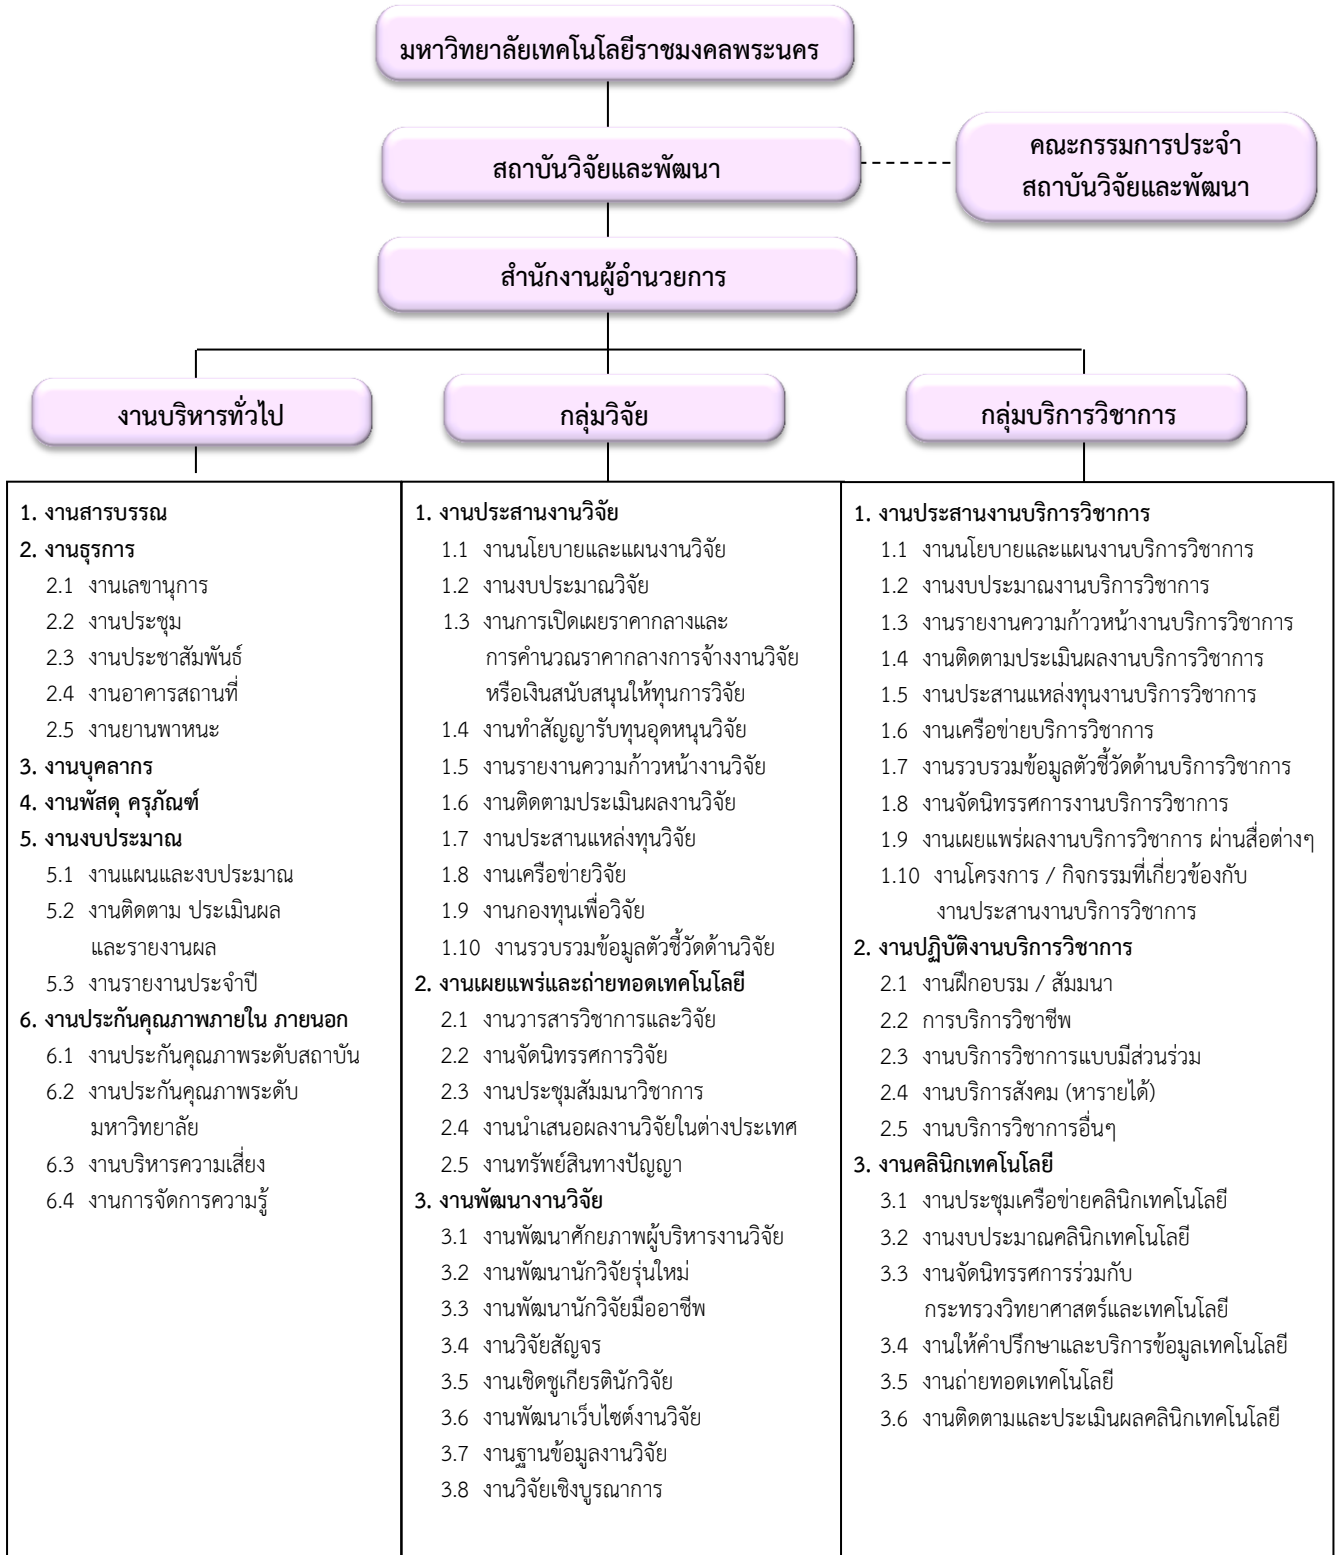 มหาวิทยาลัยเทคโนโลยีราชมงคลพระนคร
สถาบันวิจัยและพัฒนา
คณะกรรมการประจำ
สถาบันวิจัยและพัฒนา
สำนักงานผู้อำนวยการ
งานบริหารทั่วไป
กลุ่มวิจัย
กลุ่มบริการวิชาการ
1. งานสารบรรณ
2. งานธุรการ
2.1 งานเลขานุการ
2.2 งานประชุม
2.3 งานประชาสัมพันธ์
2.4 งานอาคารสถานที่
2.5 งานยานพาหนะ
3. งานบุคลากร
4. งานพัสดุ ครุภัณฑ์
5. งานงบประมาณ
5.1 งานแผนและงบประมาณ
5.2 งานติดตาม ประเมินผล
และรายงานผล
5.3 งานรายงานประจำปี
6. งานประกันคุณภาพภายใน ภายนอก
6.1 งานประกันคุณภาพระดับสถาบัน
6.2 งานประกันคุณภาพระดับ
มหาวิทยาลัย
6.3 งานบริหารความเสี่ยง
6.4 งานการจัดการความรู้
1. งานประสานงานวิจัย
1.1 งานนโยบายและแผนงานวิจัย
1.2 งานงบประมาณวิจัย
1.3 งานการเปิดเผยราคากลางและ
การคำนวณราคากลางการจ้างงานวิจัย
หรือเงินสนับสนุนให้ทุนการวิจัย
1.4 งานทำสัญญารับทุนอุดหนุนวิจัย
1.5 งานรายงานความก้าวหน้างานวิจัย
1.6 งานติดตามประเมินผลงานวิจัย
1.7 งานประสานแหล่งทุนวิจัย
1.8 งานเครือข่ายวิจัย
1.9 งานกองทุนเพื่อวิจัย
1.10 งานรวบรวมข้อมูลตัวชี้วัดด้านวิจัย
2. งานเผยแพร่และถ่ายทอดเทคโนโลยี
2.1 งานวารสารวิชาการและวิจัย
2.2 งานจัดนิทรรศการวิจัย
2.3 งานประชุมสัมมนาวิชาการ
2.4 งานนำเสนอผลงานวิจัยในต่างประเทศ
2.5 งานทรัพย์สินทางปัญญา
3. งานพัฒนางานวิจัย
3.1 งานพัฒนาศักยภาพผู้บริหารงานวิจัย
3.2 งานพัฒนานักวิจัยรุ่นใหม่
3.3 งานพัฒนานักวิจัยมืออาชีพ
3.4 งานวิจัยสัญจร
3.5 งานเชิดชูเกียรตินักวิจัย
3.6 งานพัฒนาเว็บไซต์งานวิจัย
3.7 งานฐานข้อมูลงานวิจัย
3.8 งานวิจัยเชิงบูรณาการ
1. งานประสานงานบริการวิชาการ
1.1 งานนโยบายและแผนงานบริการวิชาการ
1.2 งานงบประมาณงานบริการวิชาการ
1.3 งานรายงานความก้าวหน้างานบริการวิชาการ
1.4 งานติดตามประเมินผลงานบริการวิชาการ
1.5 งานประสานแหล่งทุนงานบริการวิชาการ
1.6 งานเครือข่ายบริการวิชาการ
1.7 งานรวบรวมข้อมูลตัวชี้วัดด้านบริการวิชาการ
1.8 งานจัดนิทรรศการงานบริการวิชาการ
1.9 งานเผยแพร่ผลงานบริการวิชาการ ผ่านสื่อต่างๆ
1.10 งานโครงการ / กิจกรรมที่เกี่ยวข้องกับ
งานประสานงานบริการวิชาการ
2. งานปฏิบัติงานบริการวิชาการ
2.1 งานฝึกอบรม / สัมมนา
2.2 การบริการวิชาชีพ
2.3 งานบริการวิชาการแบบมีส่วนร่วม
2.4 งานบริการสังคม (หารายได้)
2.5 งานบริการวิชาการอื่นๆ
3. งานคลินิกเทคโนโลยี
3.1 งานประชุมเครือข่ายคลินิกเทคโนโลยี
3.2 งานงบประมาณคลินิกเทคโนโลยี
3.3 งานจัดนิทรรศการร่วมกับ
กระทรวงวิทยาศาสตร์และเทคโนโลยี
3.4 งานให้คำปรึกษาและบริการข้อมูลเทคโนโลยี
3.5 งานถ่ายทอดเทคโนโลยี
3.6 งานติดตามและประเมินผลคลินิกเทคโนโลยี